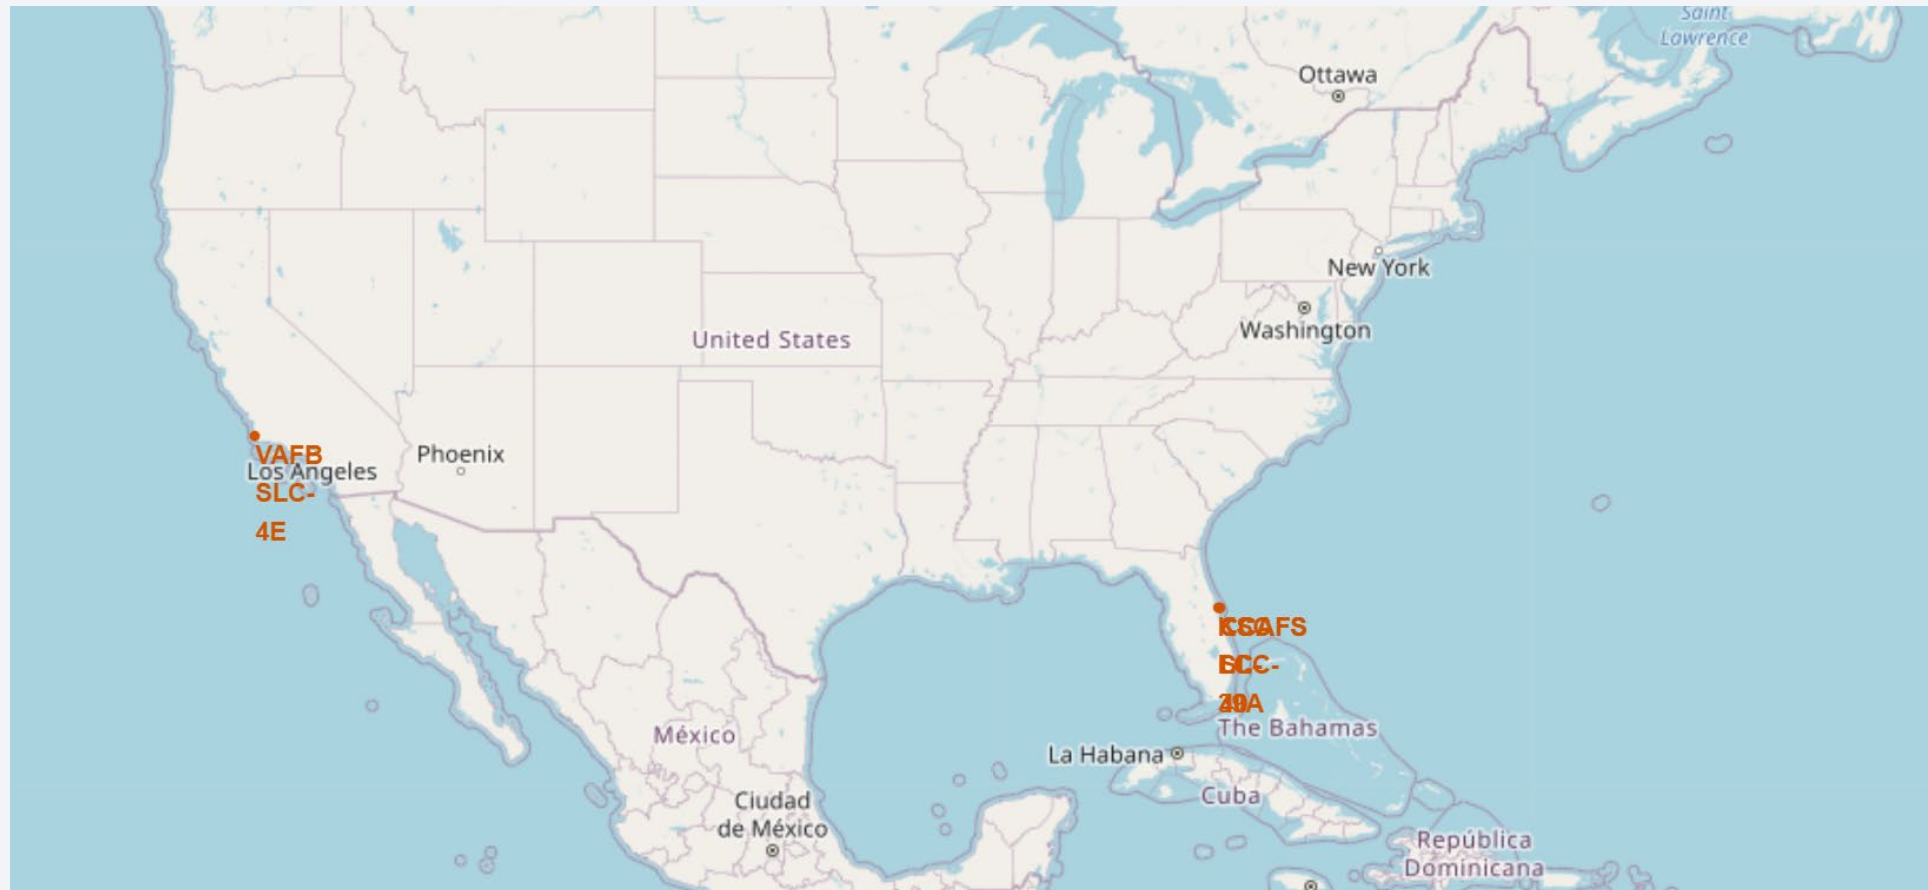 Saint
Lawrence
Ottawa
New York
Washington
United States
VAFB
Los Angeles
SLC-
4E
Phoenix
México
The Bahamas
La Habana
Cuba
Ciudad
de México
República
Dominicana